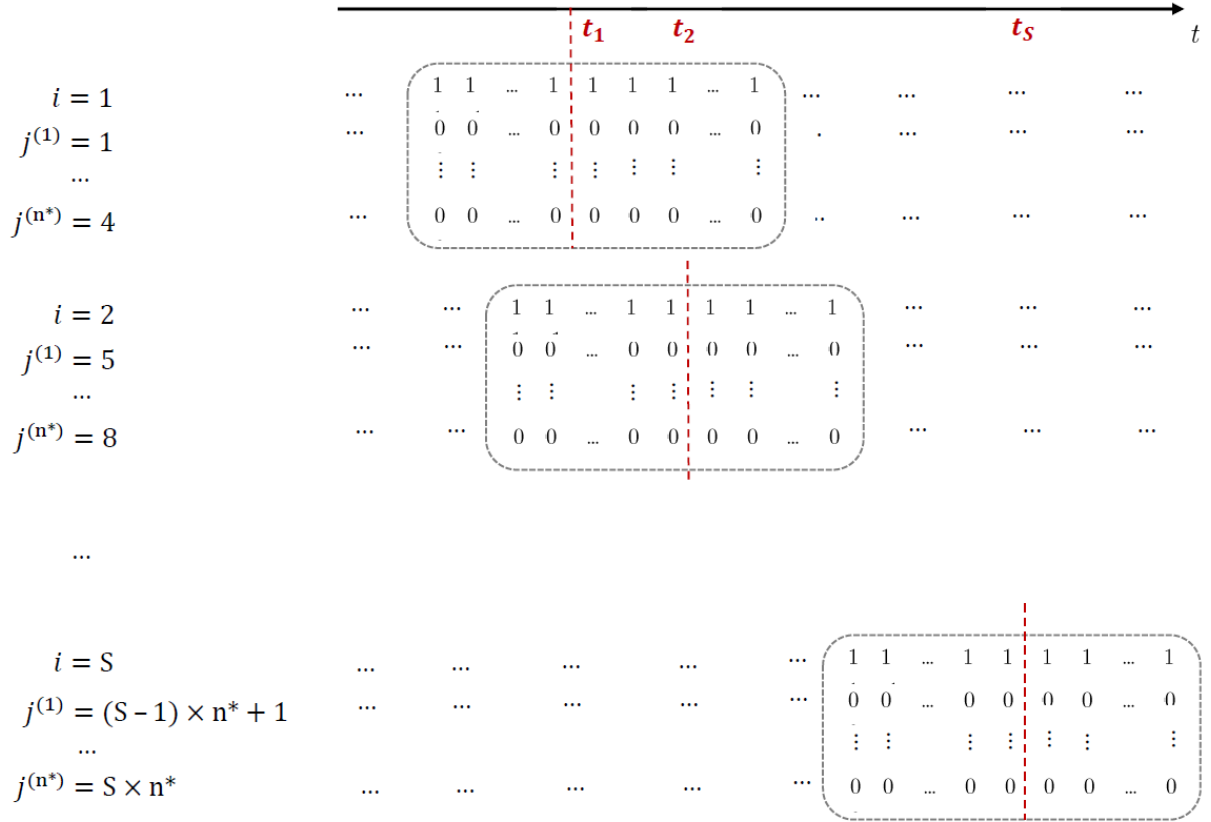 t₁ t₂ t_S t
i = 1 ... 1 1 ... 1 1 1 1 ... 1 ... ... ... ...
j⁽¹⁾ = 1 ... 0 0 ... 0 0 0 0 ... 0 . ... ... ...
... ⋮ ⋮ ⋮ ⋮ ⋮ ⋮ ⋮
j⁽ⁿ*⁾ = 4 ... 0 0 ... 0 0 0 0 ... 0 .. ... ... ...
i = 2 ... ... 1 1 ... 1 1 1 1 ... 1 ... ... ...
j⁽¹⁾ = 5 ... ... 0 0 ... 0 0 0 0 ... 0 ... ... ...
... ⋮ ⋮ ⋮ ⋮ ⋮ ⋮ ⋮
j⁽ⁿ*⁾ = 8 ... ... 0 0 ... 0 0 0 0 ... 0 ... ... ...
...
i = S ... ... ... ... ... 1 1 ... 1 1 1 1 ... 1
j⁽¹⁾ = (S – 1) × n* + 1 ... ... ... ... ... 0 0 ... 0 0 0 0 ... 0
... ⋮ ⋮ ⋮ ⋮ ⋮ ⋮ ⋮
j⁽ⁿ*⁾ = S × n* ... ... ... ... ... 0 0 ... 0 0 0 0 ... 0